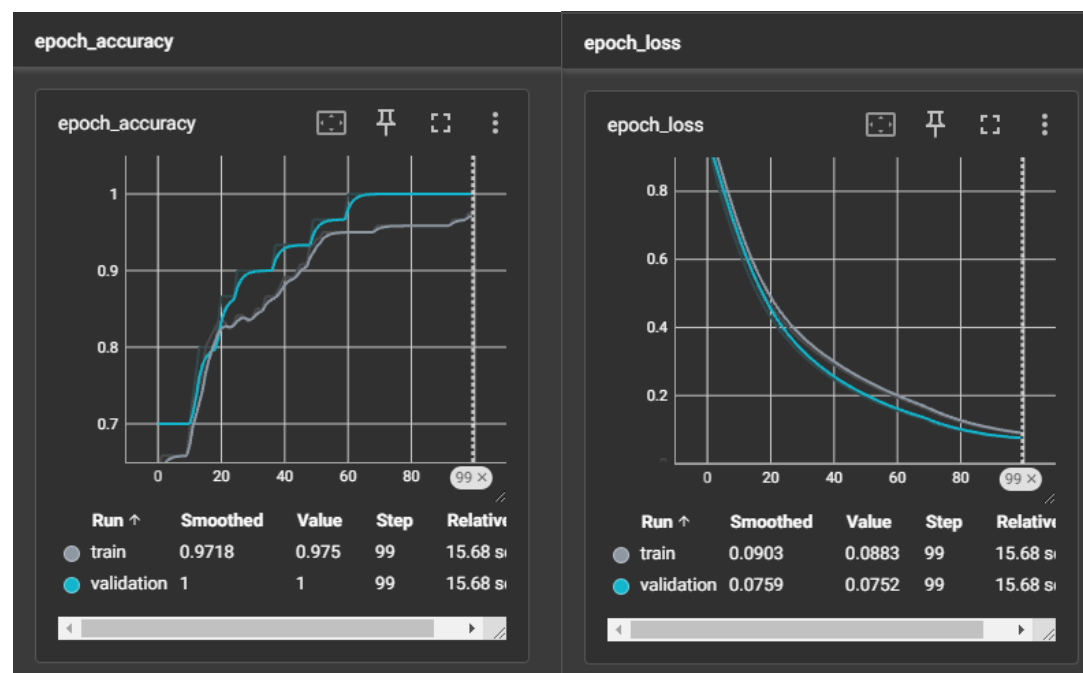 epoch_accuracy
epoch_accuracy
1
0.9
0.8
0.7
0 20 40 60 80 99 ×
Run ↑ Smoothed Value Step Relative
train 0.9718 0.975 99 15.68 s
validation 1 1 99 15.68 s
epoch_loss
epoch_loss
0.8
0.6
0.4
0.2
0
0 20 40 60 80 99 ×
Run ↑ Smoothed Value Step Relative
train 0.0903 0.0883 99 15.68 s
validation 0.0759 0.0752 99 15.68 s